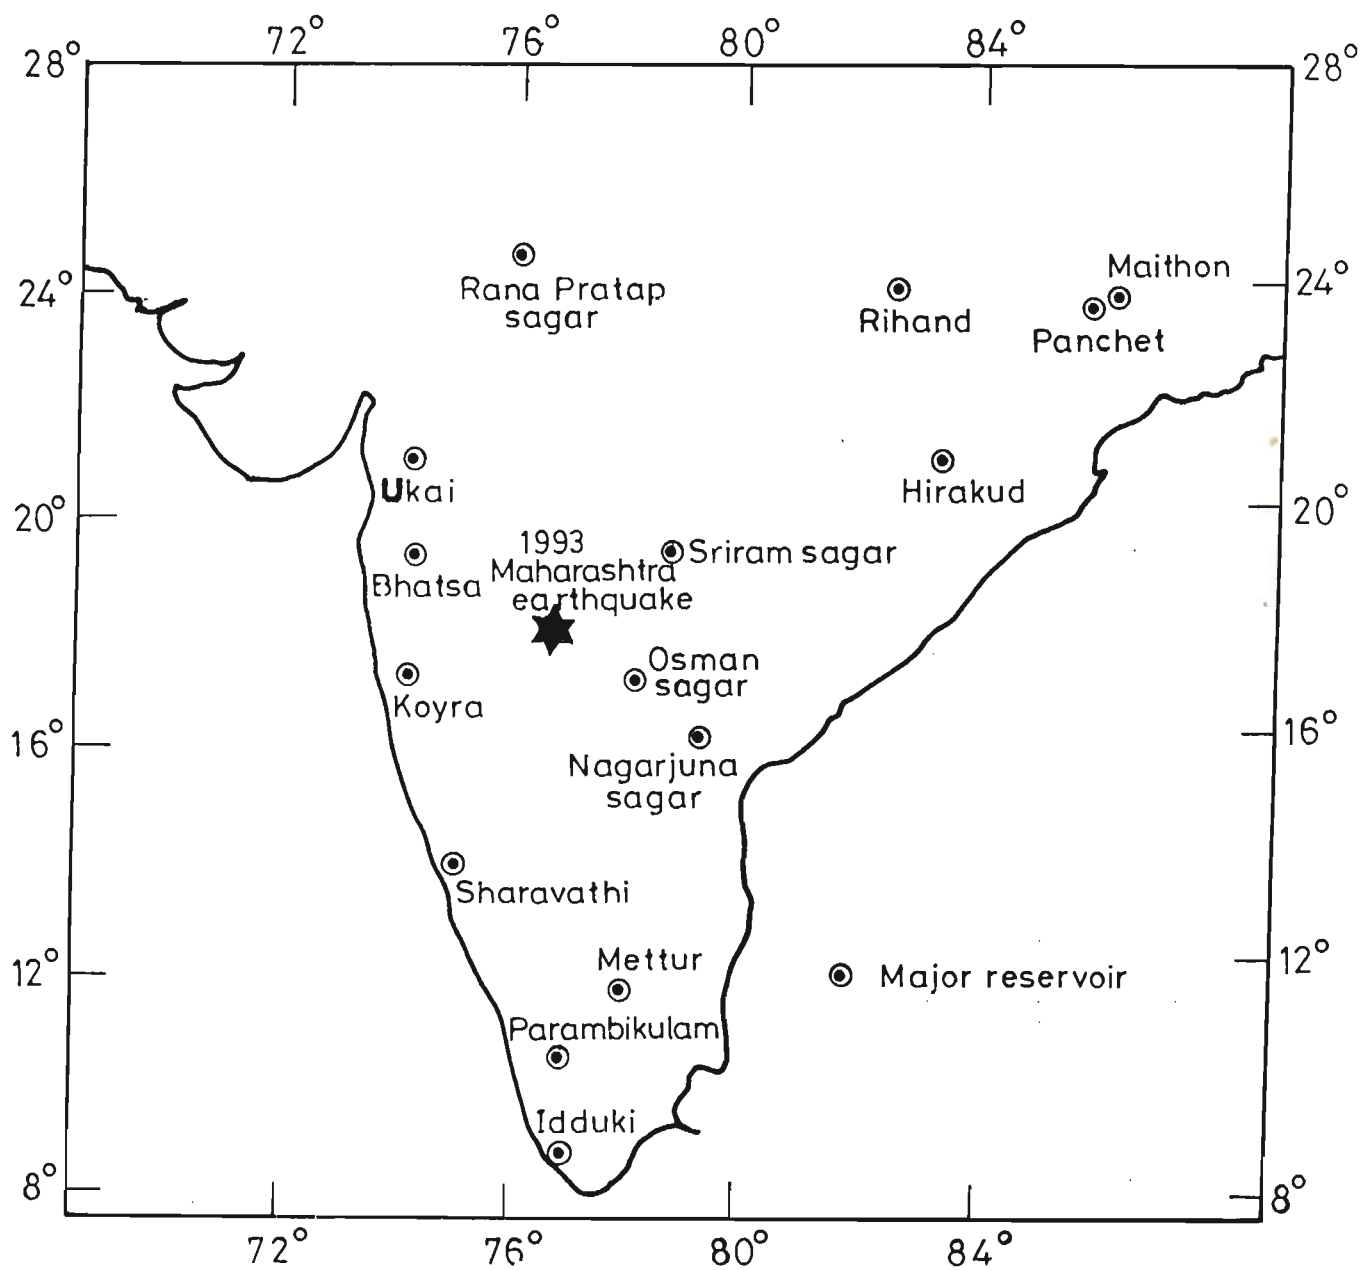 72° 76° 80° 84°
28° 28°
Maithon
24° 24°
Rana Pratap
sagar
Rihand
Panchet
Ukai
Hirakud
20° 20°
1993
Maharashtra
earthquake
Sriram sagar
Bhatsa
Osman
sagar
Koyra
16° 16°
Nagarjuna
sagar
Sharavathi
Mettur
12° 12°
Major reservoir
Parambikulam
Idduki
8° 8°
72° 76° 80° 84°